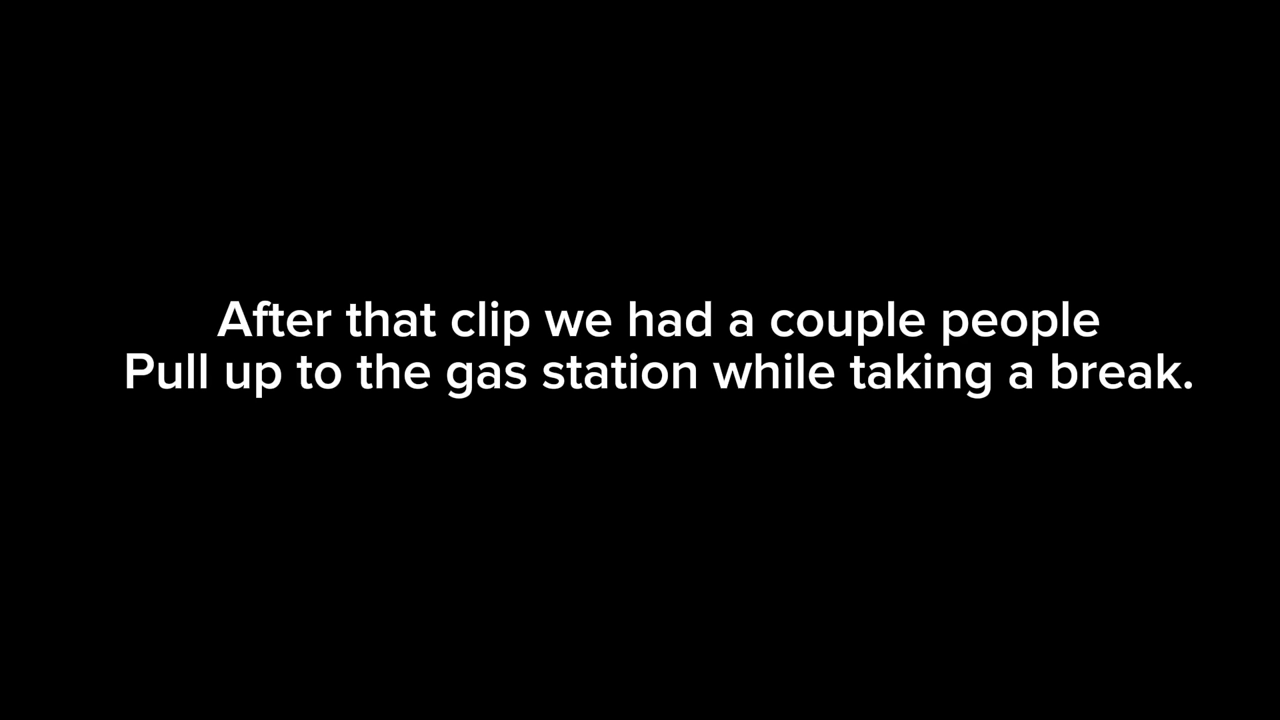 After that clip we had a couple people
Pull up to the gas station while taking a break.